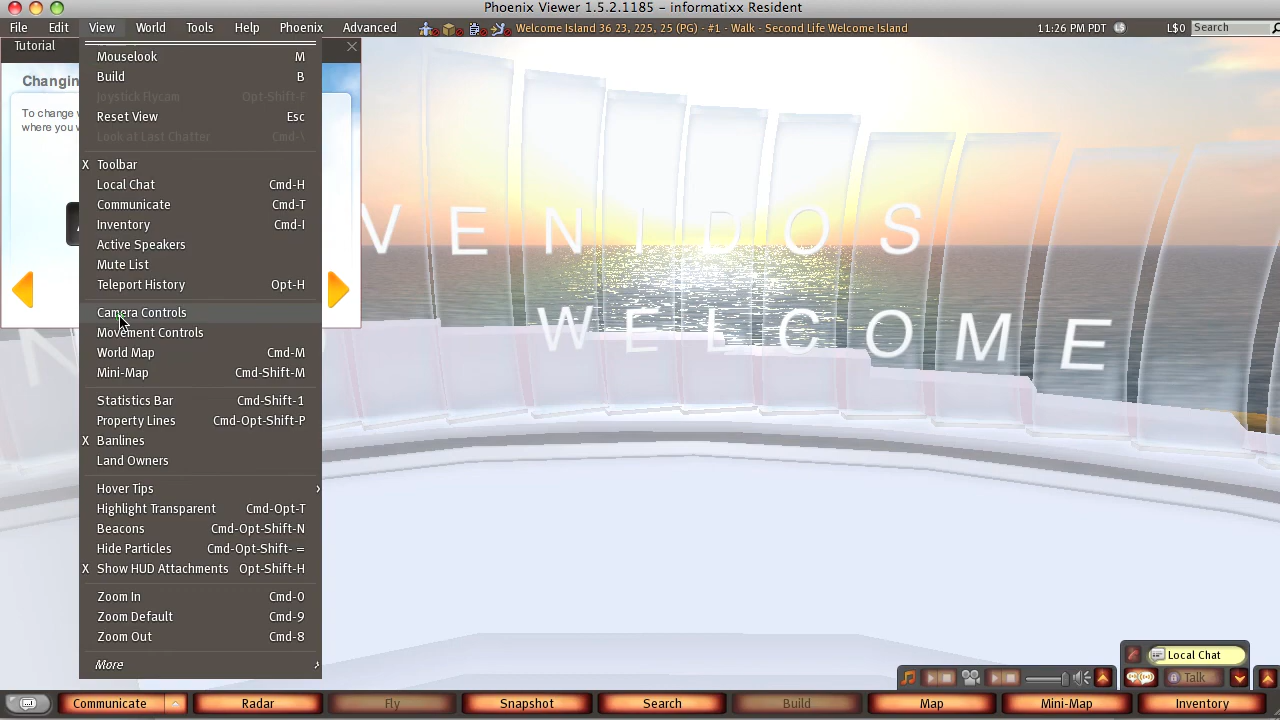 Phoenix Viewer 1.5.2.1185 – informatixx Resident
File Edit View World Tools Help Phoenix Advanced Welcome Island 36 23, 225, 25 (PG) - #1 - Walk - Second Life Welcome Island 11:26 PM PDT L$0 Search
Tutorial
Changin
To change
where you w
Mouselook M
Build B
Joystick Flycam Opt-Shift-F
Reset View Esc
Look at Last Chatter Cmd-\
X Toolbar
Local Chat Cmd-H
Communicate Cmd-T
Inventory Cmd-I
Active Speakers
Mute List
Teleport History Opt-H
Camera Controls
Movement Controls
World Map Cmd-M
Mini-Map Cmd-Shift-M
Statistics Bar Cmd-Shift-1
Property Lines Cmd-Opt-Shift-P
X Banlines
Land Owners
Hover Tips ›
Highlight Transparent Cmd-Opt-T
Beacons Cmd-Opt-Shift-N
Hide Particles Cmd-Opt-Shift- =
X Show HUD Attachments Opt-Shift-H
Zoom In Cmd-0
Zoom Default Cmd-9
Zoom Out Cmd-8
More ›
VENIDOS
WELCOME
Local Chat
Talk
Communicate Radar Fly Snapshot Search Build Map Mini-Map Inventory